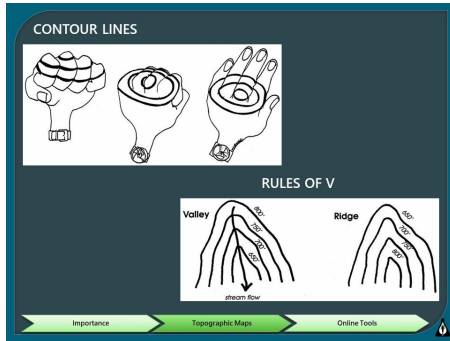 CONTOUR LINES
RULES OF V
Valley
800'
750'
700'
650'
stream flow
Ridge
650'
700'
750'
800'
Importance
Topographic Maps
Online Tools